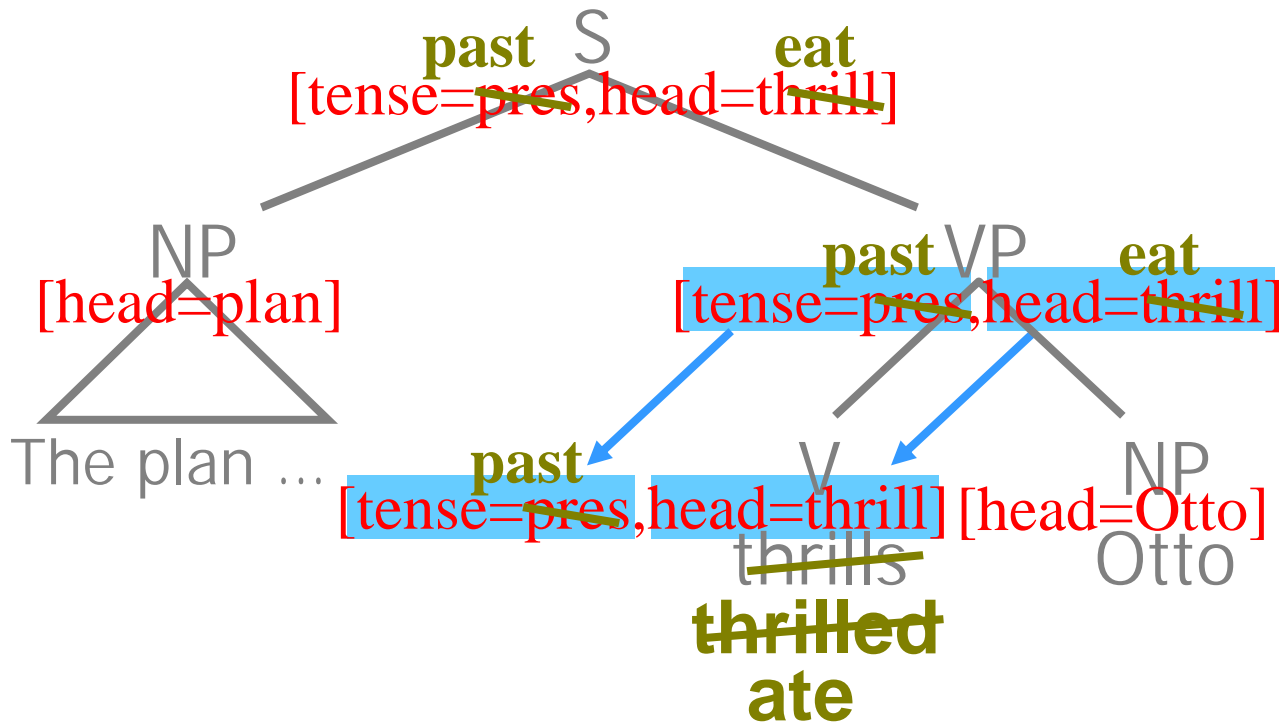 S
past eat
[tense=pres,head=thrill]
NP
[head=plan]
The plan ...
VP
past eat
[tense=pres,head=thrill]
V
past
[tense=pres,head=thrill]
thrills
thrilled
ate
NP
[head=Otto]
Otto